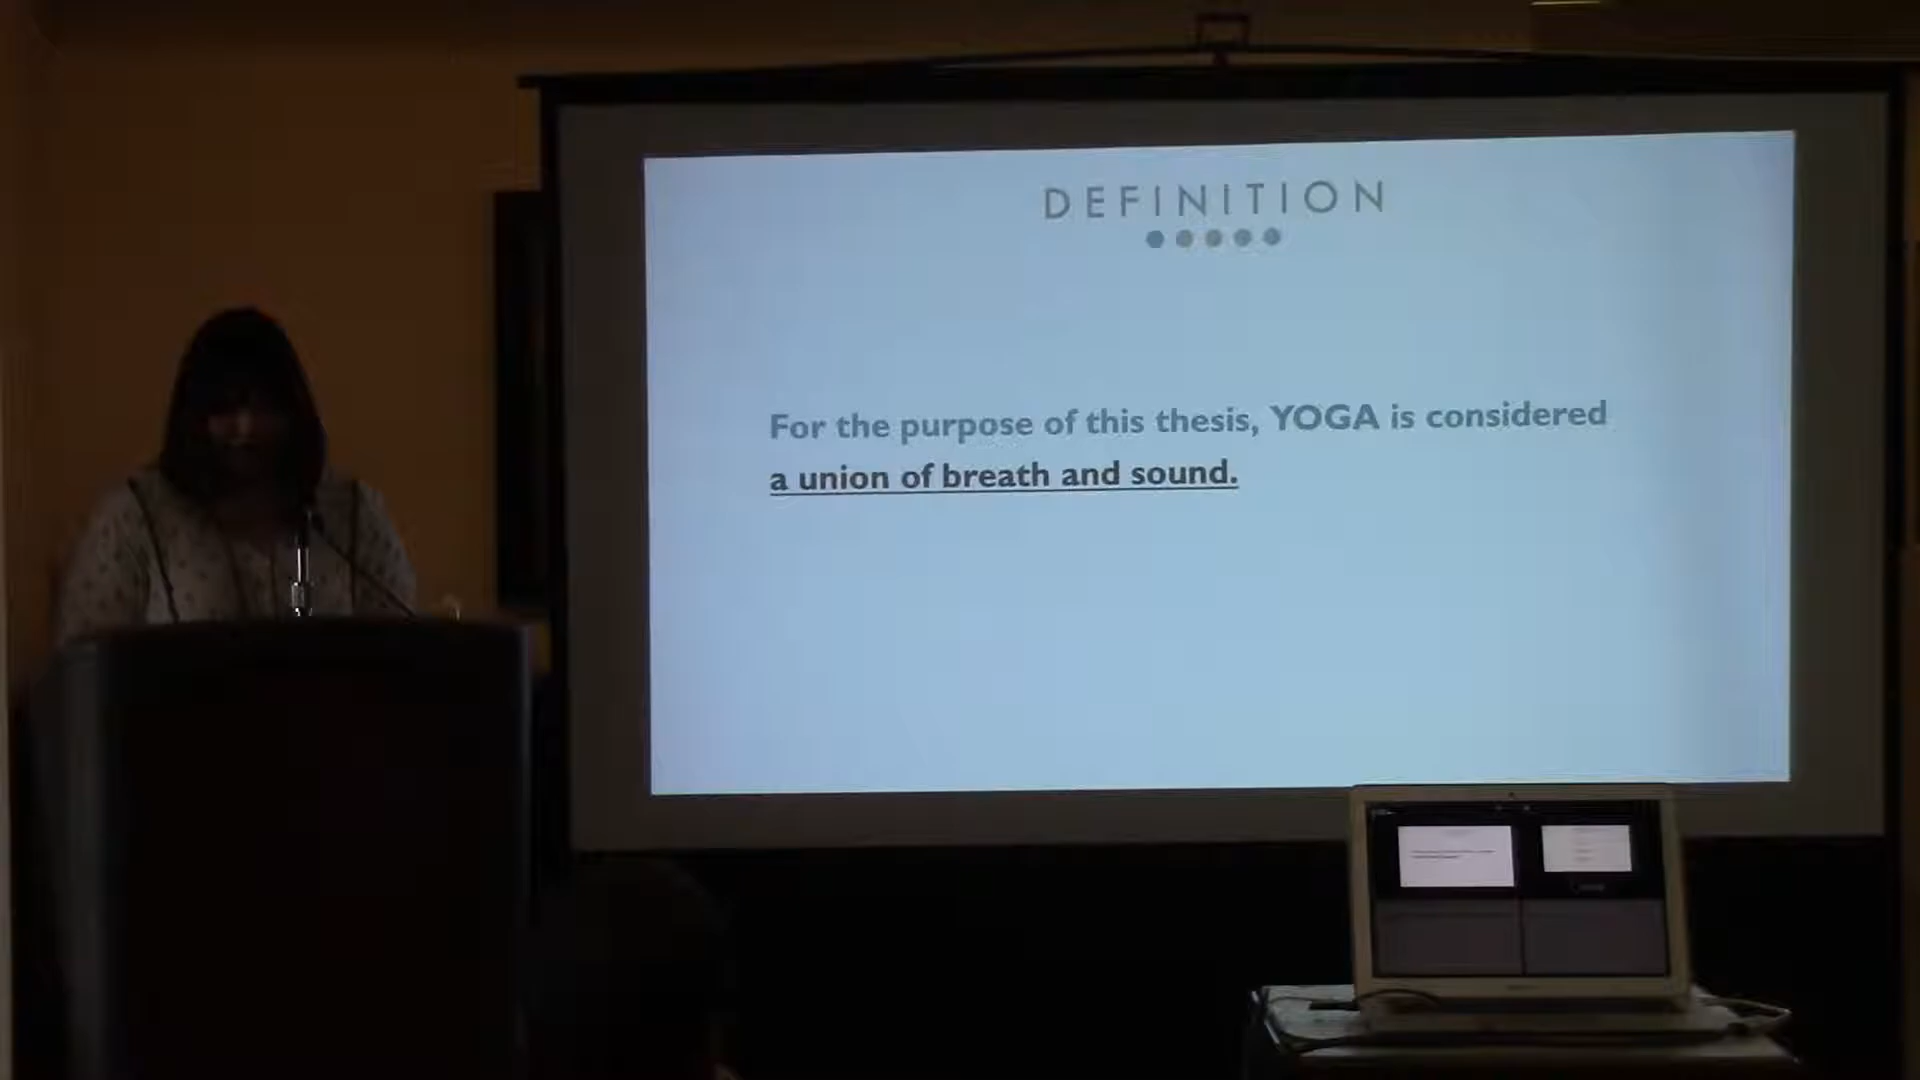 DEFINITION
For the purpose of this thesis, YOGA is considered
a union of breath and sound.